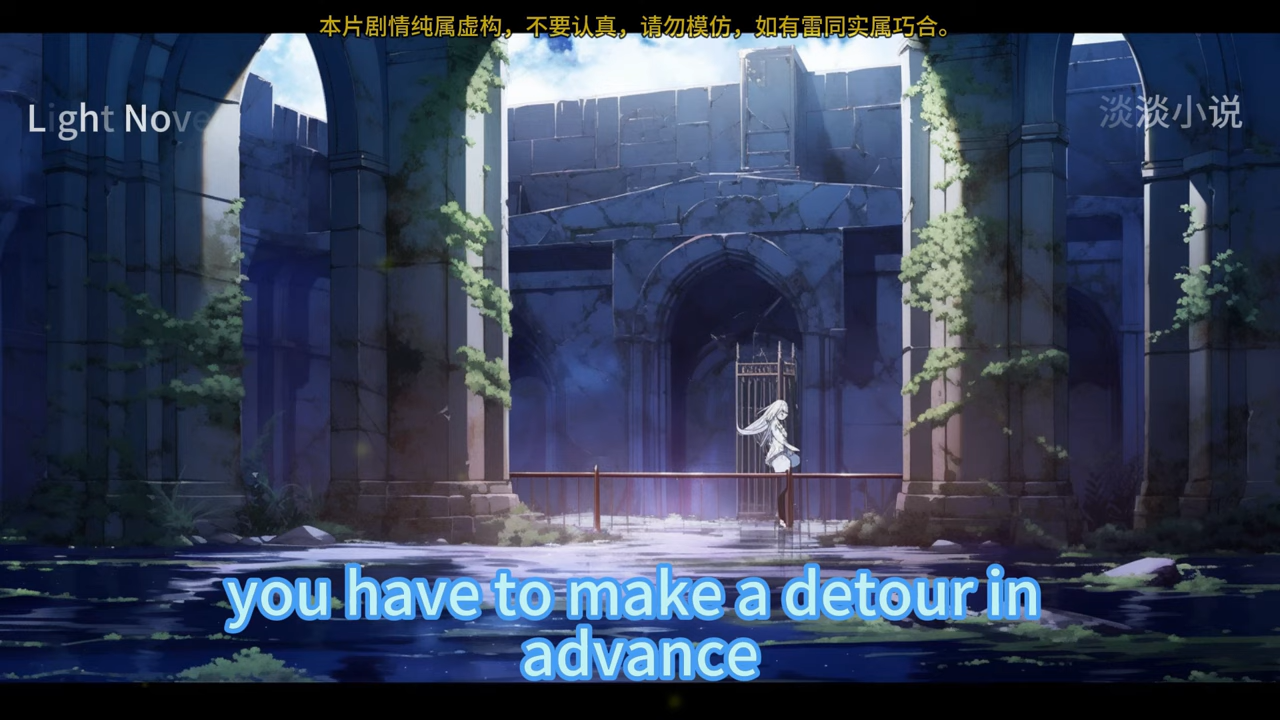 本片剧情纯属虚构，不要认真，请勿模仿，如有雷同实属巧合。
Light Nove
淡淡小说
you have to make a detour in
advance